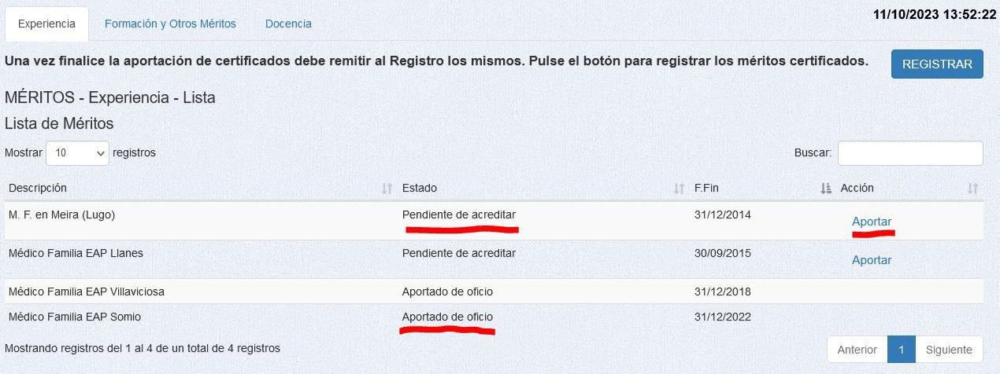 Experiencia Formación y Otros Méritos Docencia 11/10/2023 13:52:22
Una vez finalice la aportación de certificados debe remitir al Registro los mismos. Pulse el botón para registrar los méritos certificados. REGISTRAR
MÉRITOS - Experiencia - Lista
Lista de Méritos
Mostrar 10 registros Buscar:
Descripción Estado F.Fin Acción
M. F. en Meira (Lugo) Pendiente de acreditar 31/12/2014 Aportar
Médico Familia EAP Llanes Pendiente de acreditar 30/09/2015 Aportar
Médico Familia EAP Villaviciosa Aportado de oficio 31/12/2018
Médico Familia EAP Somio Aportado de oficio 31/12/2022
Mostrando registros del 1 al 4 de un total de 4 registros Anterior 1 Siguiente